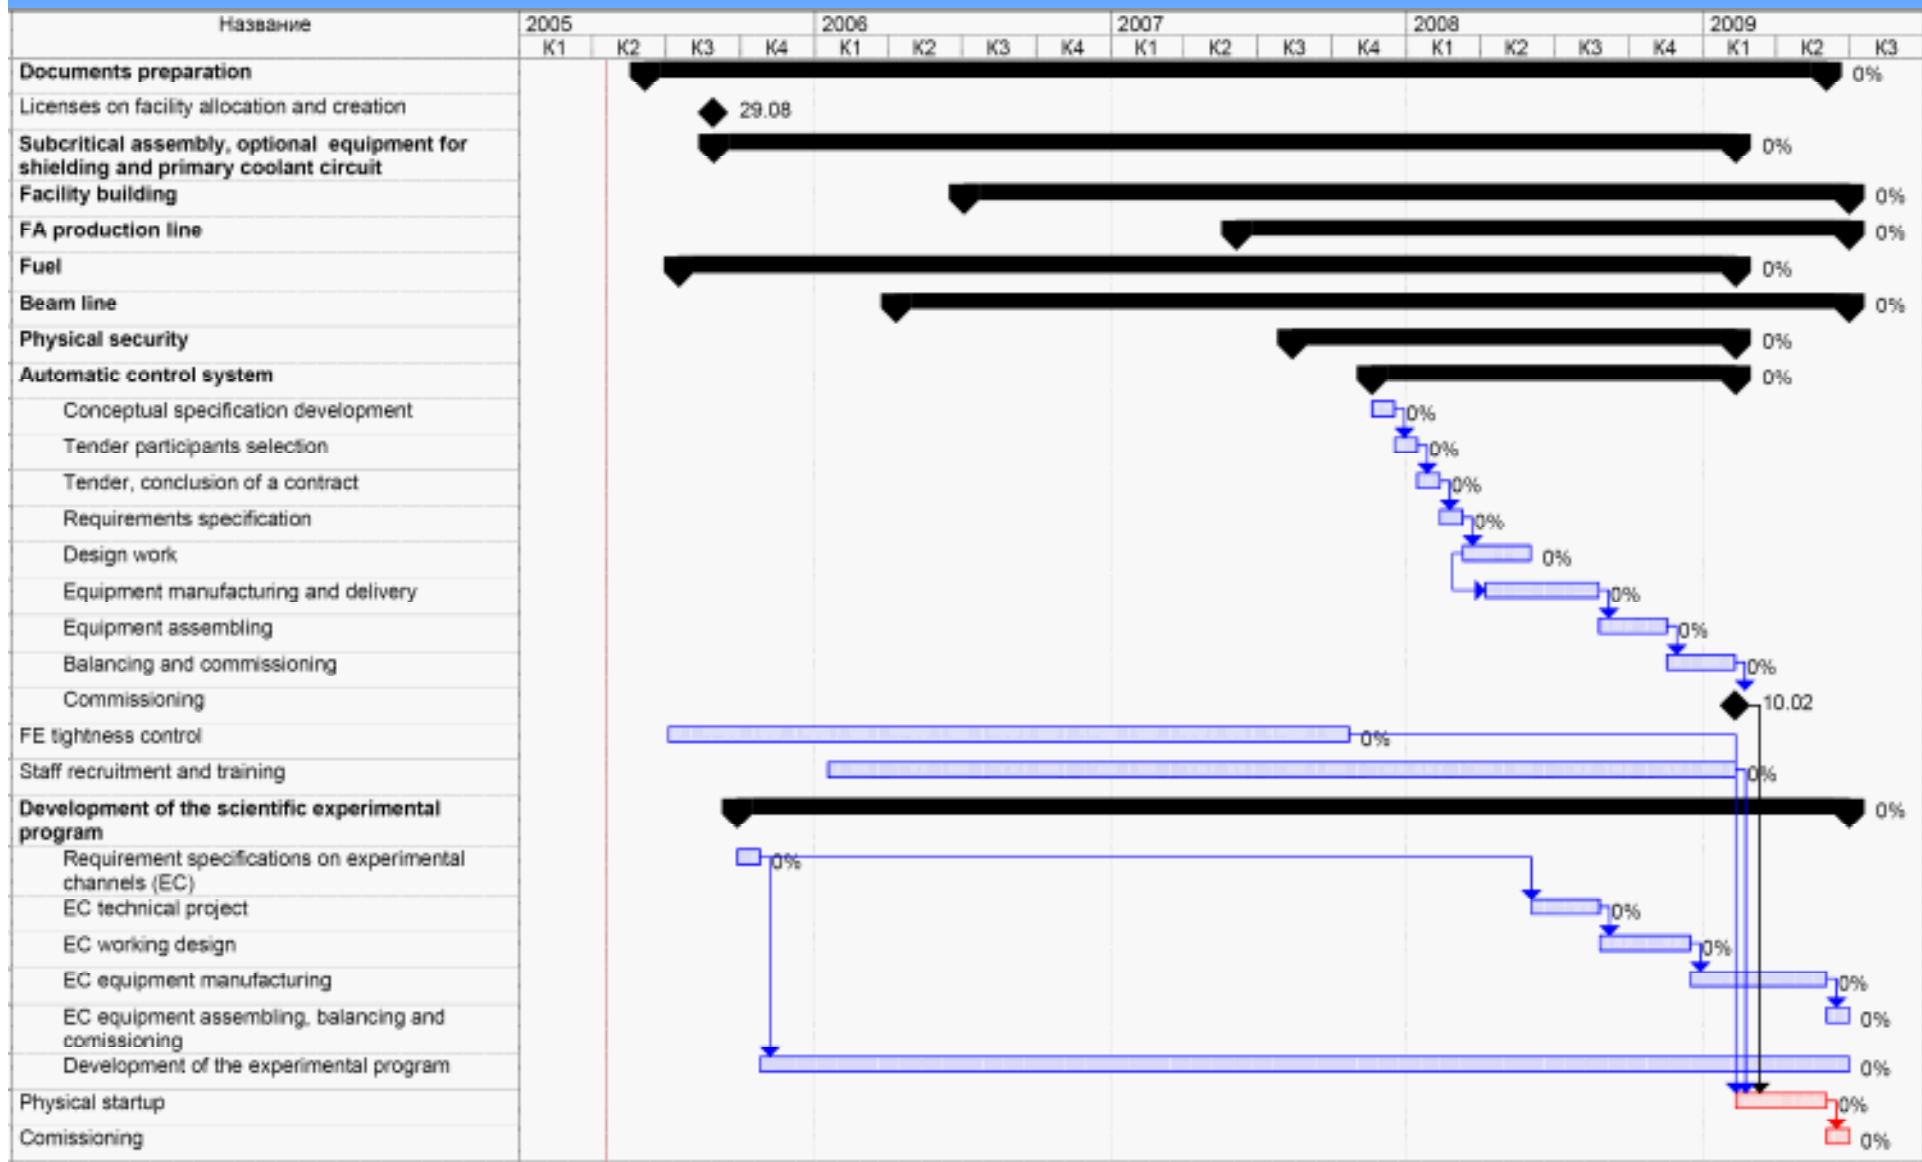 Название 2005 2006 2007 2008 2009
К1 К2 К3 К4 К1 К2 К3 К4 К1 К2 К3 К4 К1 К2 К3 К4 К1 К2 К3
Documents preparation 0%
Licenses on facility allocation and creation 29.08
Subcritical assembly, optional equipment for
shielding and primary coolant circuit 0%
Facility building 0%
FA production line 0%
Fuel 0%
Beam line 0%
Physical security 0%
Automatic control system 0%
Conceptual specification development 0%
Tender participants selection 0%
Tender, conclusion of a contract 0%
Requirements specification 0%
Design work 0%
Equipment manufacturing and delivery 0%
Equipment assembling 0%
Balancing and commissioning 0%
Commissioning 10.02
FE tightness control 0%
Staff recruitment and training 0%
Development of the scientific experimental
program 0%
Requirement specifications on experimental
channels (EC) 0%
EC technical project 0%
EC working design 0%
EC equipment manufacturing 0%
EC equipment assembling, balancing and
comissioning 0%
Development of the experimental program 0%
Physical startup 0%
Comissioning 0%